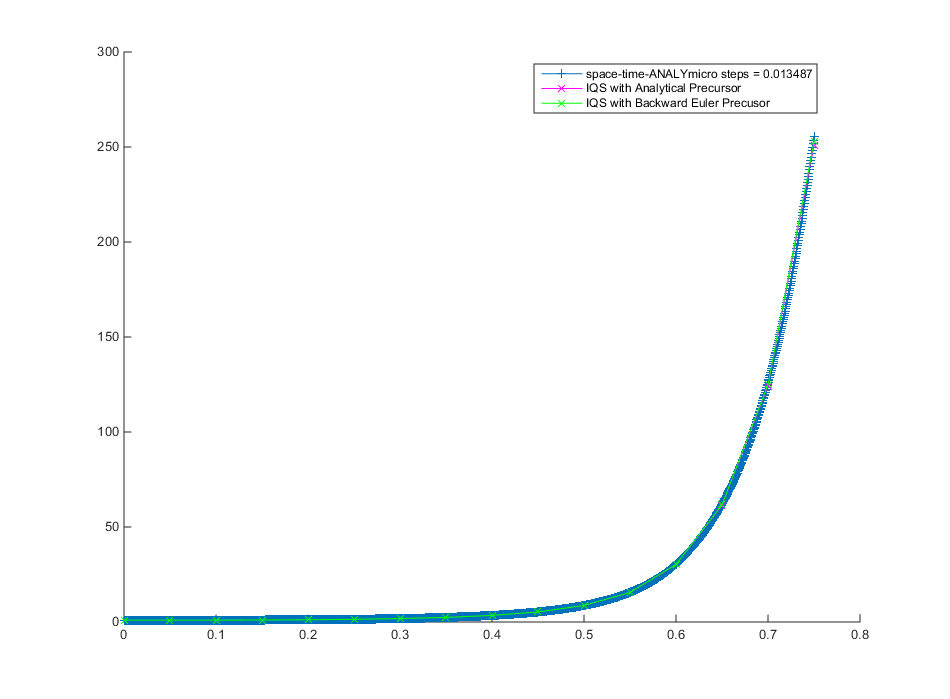 300
space-time-ANALYmicro steps = 0.013487
IQS with Analytical Precursor
IQS with Backward Euler Precusor
250
200
150
100
50
0
0 0.1 0.2 0.3 0.4 0.5 0.6 0.7 0.8